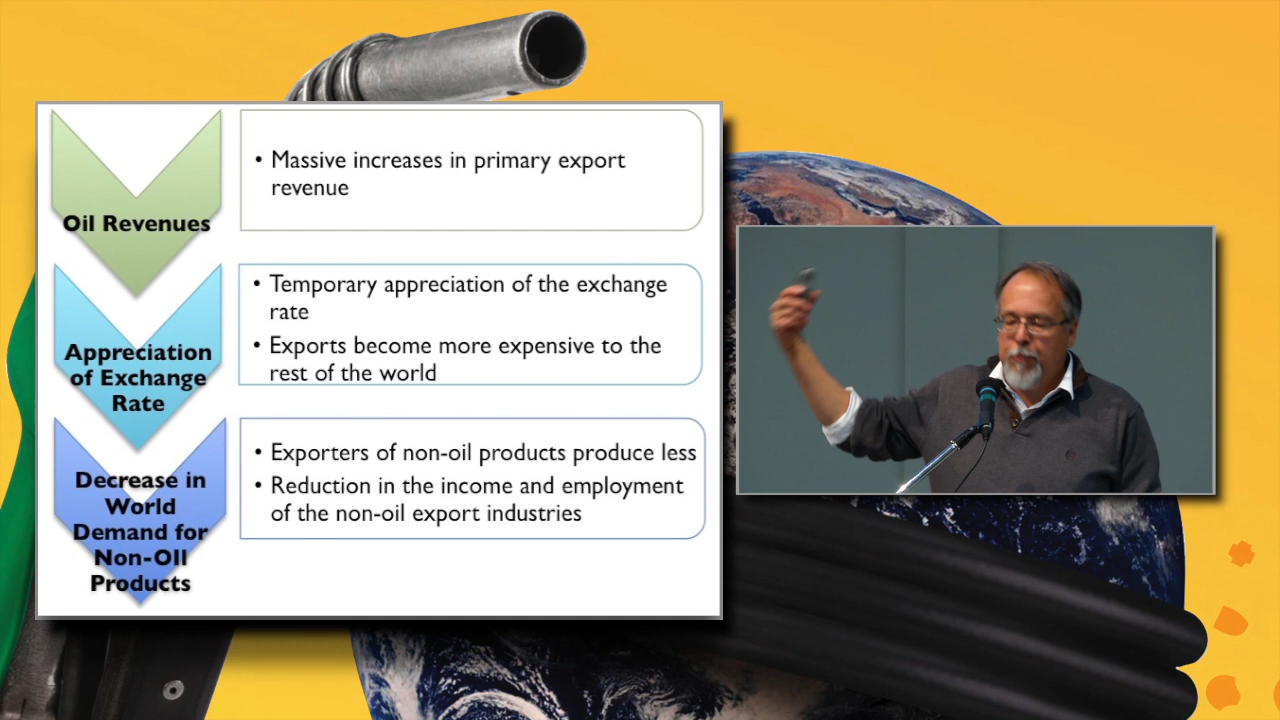 Oil Revenues
• Massive increases in primary export
revenue
Appreciation
of Exchange
Rate
• Temporary appreciation of the exchange
rate
• Exports become more expensive to the
rest of the world
Decrease in
World
Demand for
Non-OIl
Products
• Exporters of non-oil products produce less
• Reduction in the income and employment
of the non-oil export industries